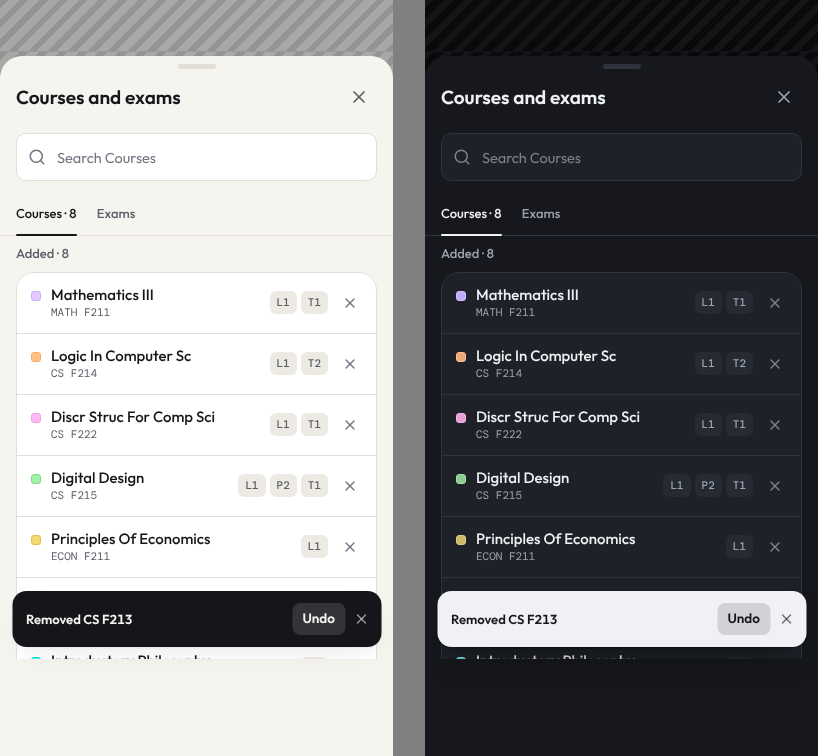 Courses and exams
Search Courses
Courses · 8 Exams
Added · 8
Mathematics III
MATH F211
L1 T1
Logic In Computer Sc
CS F214
L1 T2
Discr Struc For Comp Sci
CS F222
L1 T1
Digital Design
CS F215
L1 P2 T1
Principles Of Economics
ECON F211
L1
Removed CS F213
Undo
Courses and exams
Search Courses
Courses · 8 Exams
Added · 8
Mathematics III
MATH F211
L1 T1
Logic In Computer Sc
CS F214
L1 T2
Discr Struc For Comp Sci
CS F222
L1 T1
Digital Design
CS F215
L1 P2 T1
Principles Of Economics
ECON F211
L1
Removed CS F213
Undo